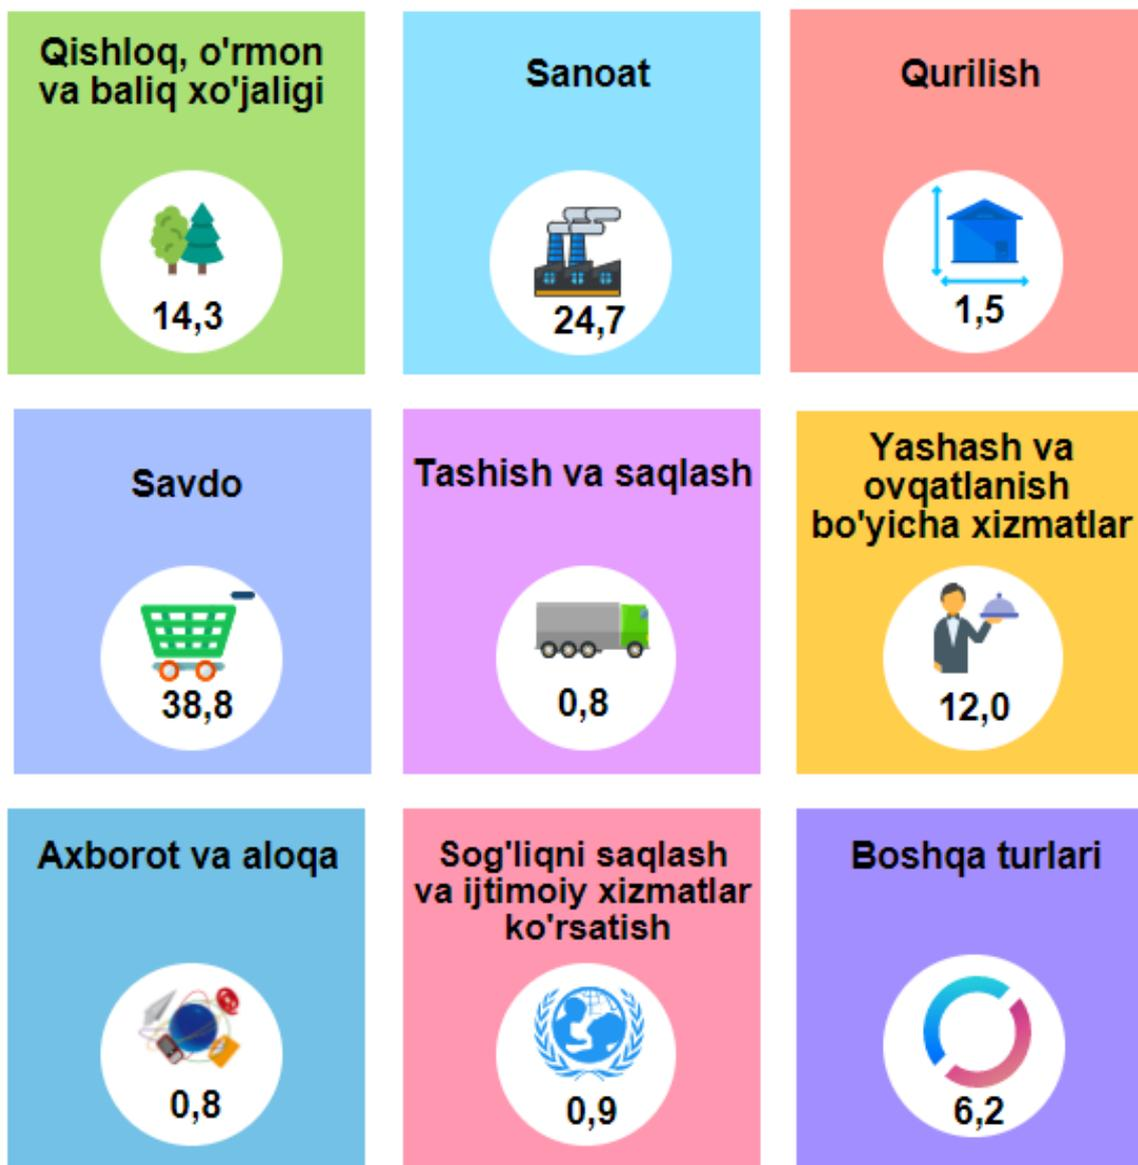 Qishloq, o'rmon
va baliq xo'jaligi
14,3
Sanoat
24,7
Qurilish
1,5
Savdo
38,8
Tashish va saqlash
0,8
Yashash va
ovqatlanish
bo'yicha xizmatlar
12,0
Axborot va aloqa
0,8
Sog'liqni saqlash
va ijtimoiy xizmatlar
ko'rsatish
0,9
Boshqa turlari
6,2